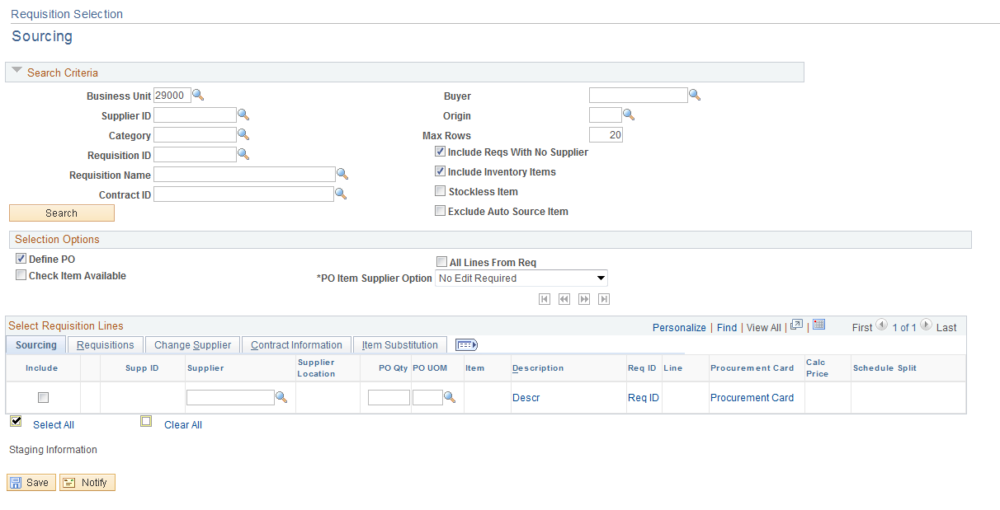 Requisition Selection
Sourcing
Search Criteria
Business Unit 29000 Buyer
Supplier ID Origin
Category Max Rows 20
Requisition ID Include Reqs With No Supplier
Requisition Name Include Inventory Items
Contract ID Stockless Item
Search Exclude Auto Source Item
Selection Options
Define PO All Lines From Req
Check Item Available *PO Item Supplier Option No Edit Required
Select Requisition Lines Personalize | Find | View All | | First 1 of 1 Last
Sourcing Requisitions Change Supplier Contract Information Item Substitution
Include Supp ID Supplier Supplier Location PO Qty PO UOM Item Description Req ID Line Procurement Card Calc Price Schedule Split
Descr Req ID Procurement Card
Select All Clear All
Staging Information
Save Notify